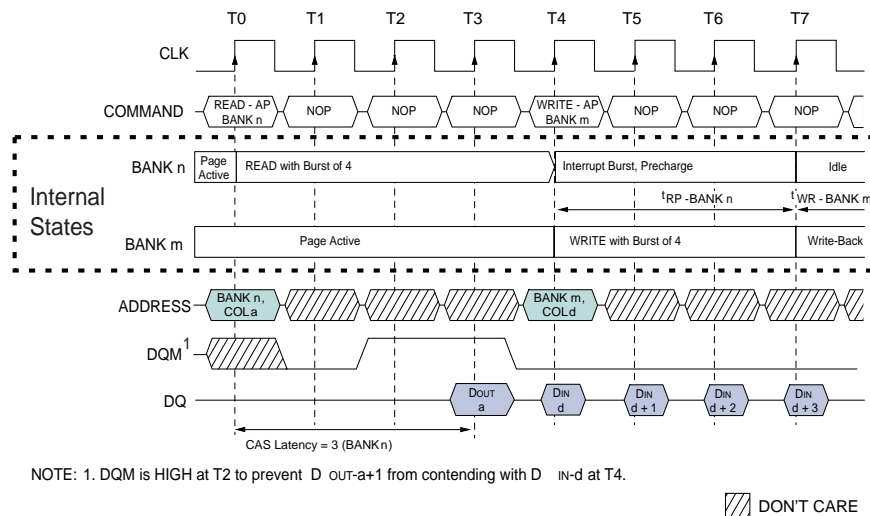 T0 T1 T2 T3 T4 T5 T6 T7
CLK
COMMAND
READ - AP
BANK n
NOP
NOP
NOP
WRITE - AP
BANK m
NOP
NOP
NOP
Internal
States
BANK n
Page
Active
READ with Burst of 4
Interrupt Burst, Precharge
Idle
tRP - BANK n
tWR - BANK m
BANK m
Page Active
WRITE with Burst of 4
Write-Back
ADDRESS
BANK n,
COL a
BANK m,
COL d
DQM1
DQ
DOUT
a
DIN
d
DIN
d + 1
DIN
d + 2
DIN
d + 3
CAS Latency = 3 (BANK n)
NOTE: 1. DQM is HIGH at T2 to prevent D OUT-a+1 from contending with D IN-d at T4.
DON'T CARE